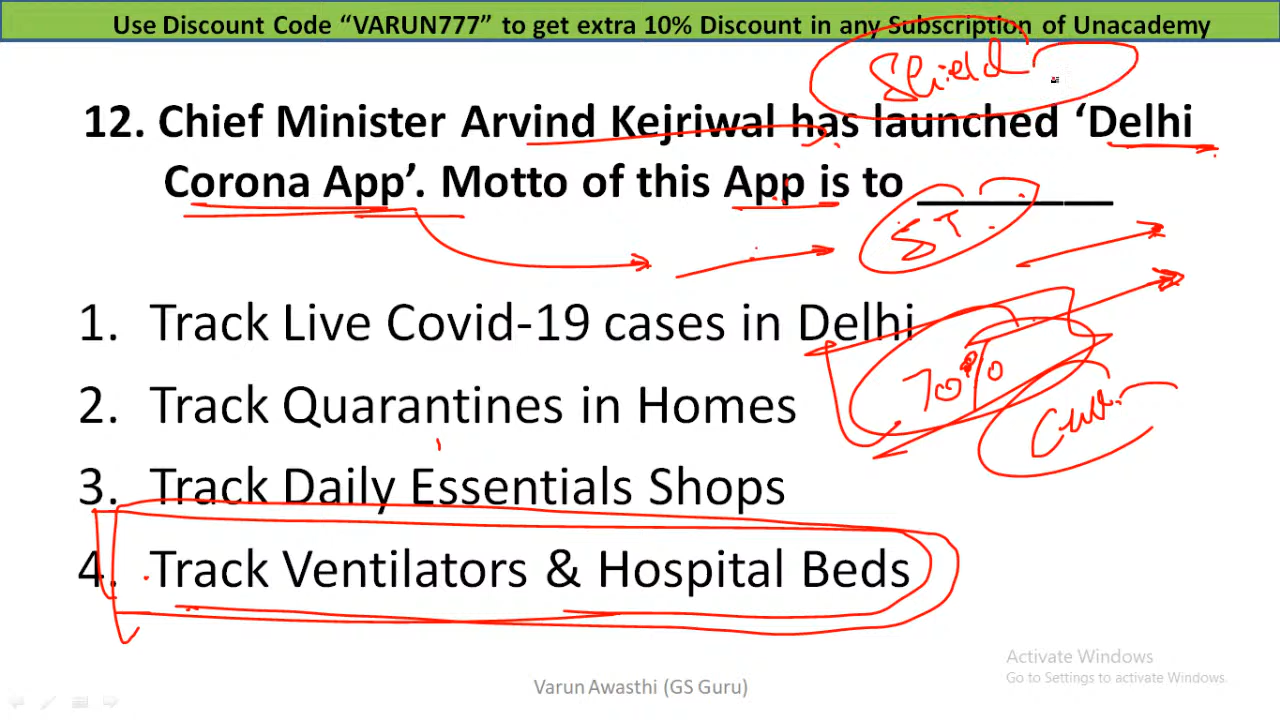 Use Discount Code “VARUN777” to get extra 10% Discount in any Subscription of Unacademy
Shield
12. Chief Minister Arvind Kejriwal has launched ‘Delhi
Corona App’. Motto of this App is to ________
ST.
1. Track Live Covid-19 cases in Delhi
70%
2. Track Quarantines in Homes
3. Track Daily Essentials Shops
4. Track Ventilators & Hospital Beds
Activate Windows
Go to Settings to activate Windows.
Varun Awasthi (GS Guru)